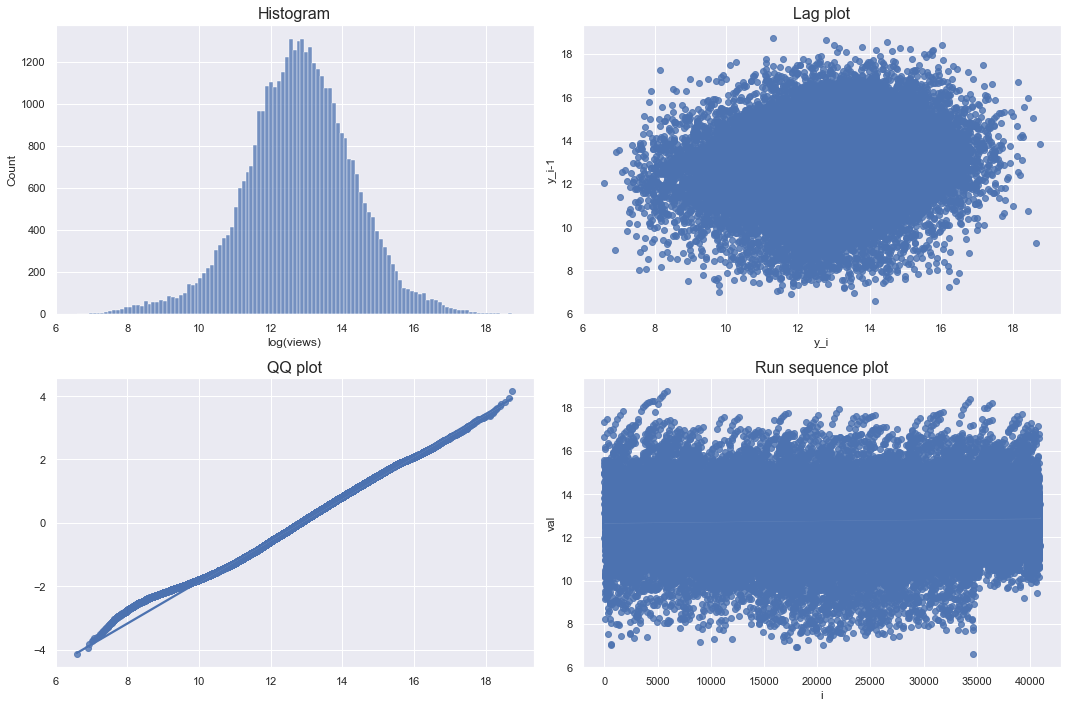 Histogram
Count
1200
1000
800
600
400
200
0
6 8 10 12 14 16 18
log(views)
Lag plot
y_i-1
18
16
14
12
10
8
6
6 8 10 12 14 16 18
y_i
QQ plot
4
2
0
−2
−4
6 8 10 12 14 16 18
Run sequence plot
val
18
16
14
12
10
8
6
0 5000 10000 15000 20000 25000 30000 35000 40000
i